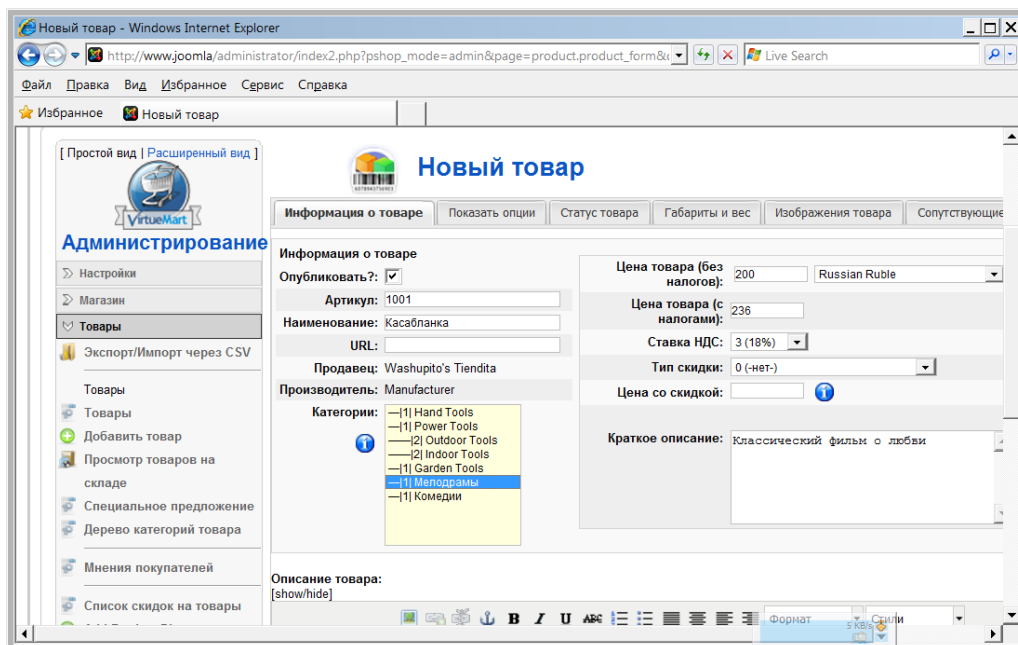 Новый товар - Windows Internet Explorer
http://www.joomla/administrator/index2.php?pshop_mode=admin&page=product.product_form& Live Search
Файл Правка Вид Избранное Сервис Справка
Избранное Новый товар
[ Простой вид | Расширенный вид ]
VirtueMart
Администрирование
Настройки
Магазин
Товары
Экспорт/Импорт через CSV
Товары
Товары
Добавить товар
Просмотр товаров на
складе
Специальное предложение
Дерево категорий товара
Мнения покупателей
Список скидок на товары
Новый товар
Информация о товаре Показать опции Статус товара Габариты и вес Изображения товара Сопутствующие
Информация о товаре
Опубликовать?:
Артикул: 1001
Наименование: Касабланка
URL:
Продавец: Washupito's Tiendita
Производитель: Manufacturer
Категории:
—|1| Hand Tools
—|1| Power Tools
——|2| Outdoor Tools
——|2| Indoor Tools
—|1| Garden Tools
—|1| Мелодрамы
—|1| Комедии
Цена товара (без
налогов): 200 Russian Ruble
Цена товара (с
налогами): 236
Ставка НДС: 3 (18%)
Тип скидки: 0 (-нет-)
Цена со скидкой:
Краткое описание: Классический фильм о любви
Описание товара:
[show/hide]
B I U ABC Формат Стили
5 KB/s